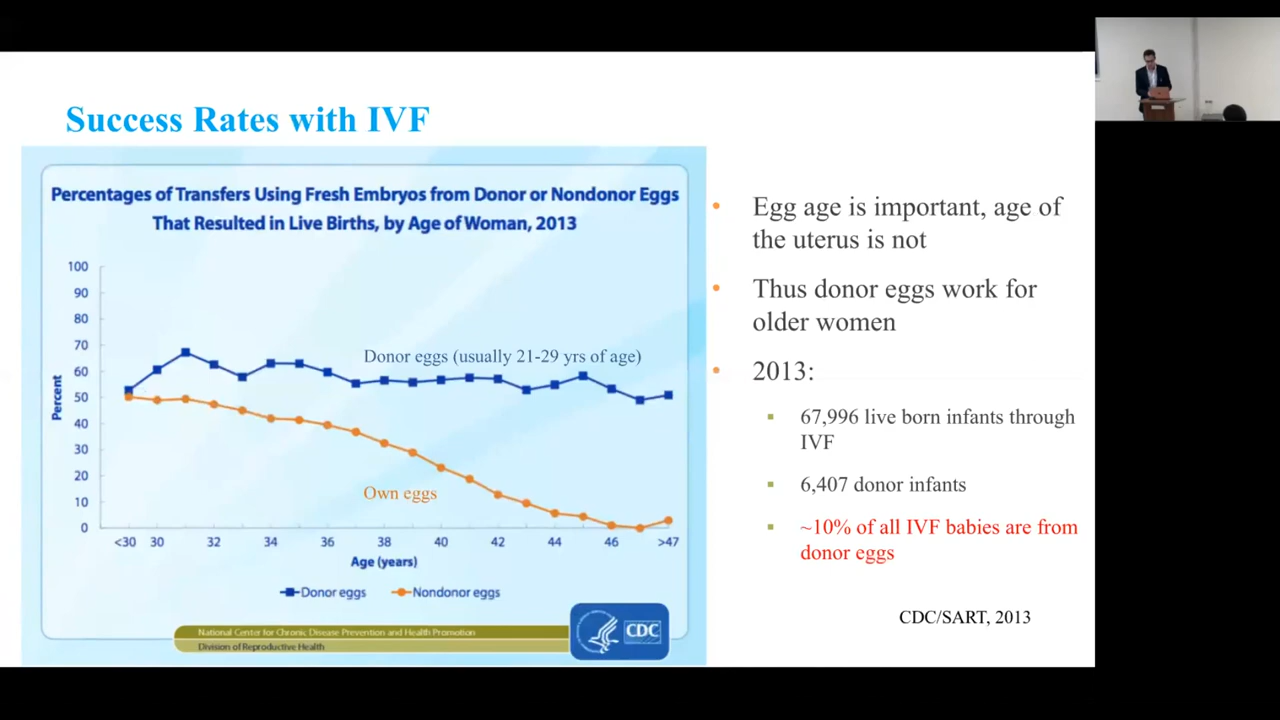 Success Rates with IVF
Percentages of Transfers Using Fresh Embryos from Donor or Nondonor Eggs
That Resulted in Live Births, by Age of Woman, 2013
100
90
80
70
60
50
40
30
20
10
0
Percent
Donor eggs (usually 21-29 yrs of age)
Own eggs
<30 30 32 34 36 38 40 42 44 46 >47
Age (years)
Donor eggs Nondonor eggs
National Center for Chronic Disease Prevention and Health Promotion
Division of Reproductive Health
CDC
• Egg age is important, age of
the uterus is not
• Thus donor eggs work for
older women
• 2013:
▪ 67,996 live born infants through
IVF
▪ 6,407 donor infants
▪ ~10% of all IVF babies are from
donor eggs
CDC/SART, 2013